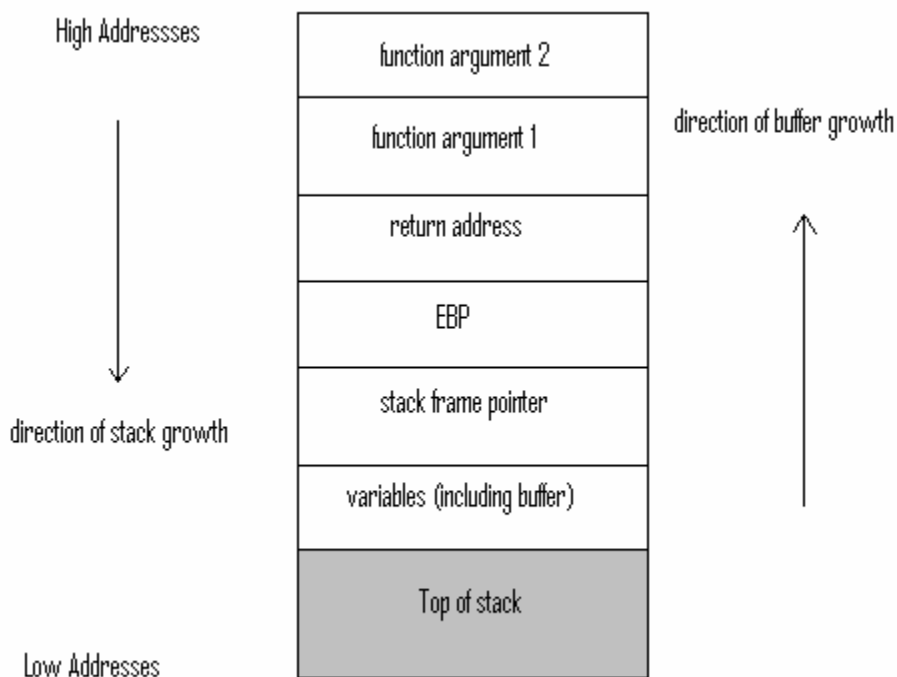 High Addressses
function argument 2
direction of buffer growth
function argument 1
return address
EBP
stack frame pointer
direction of stack growth
variables (including buffer)
Top of stack
Low Addresses